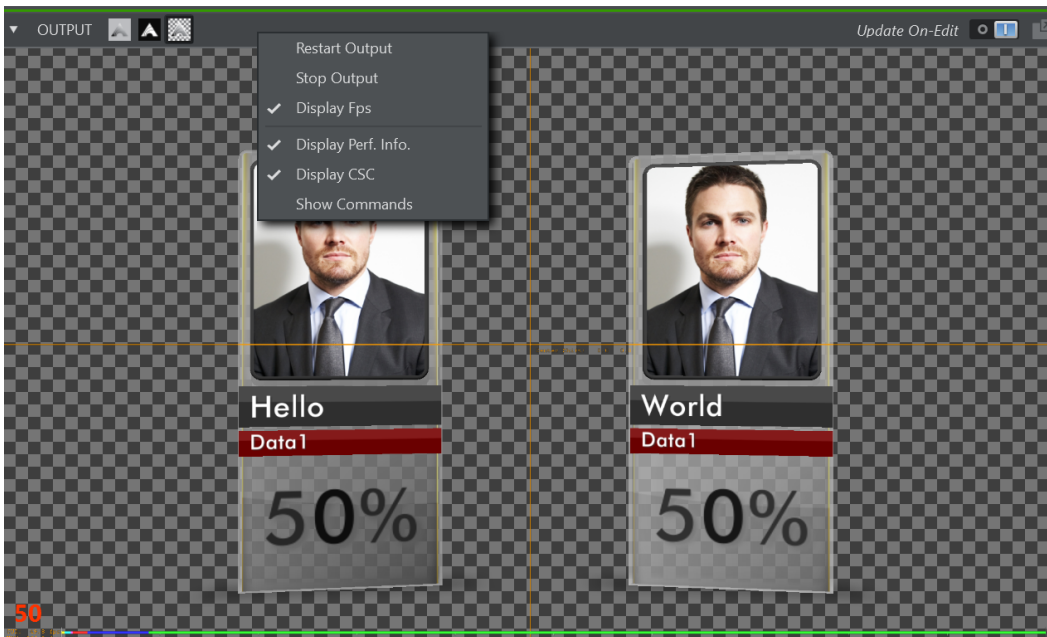 OUTPUT
Update On-Edit
Restart Output
Stop Output
Display Fps
Display Perf. Info.
Display CSC
Show Commands
Hello
World
Data1
Data1
50%
50%
50